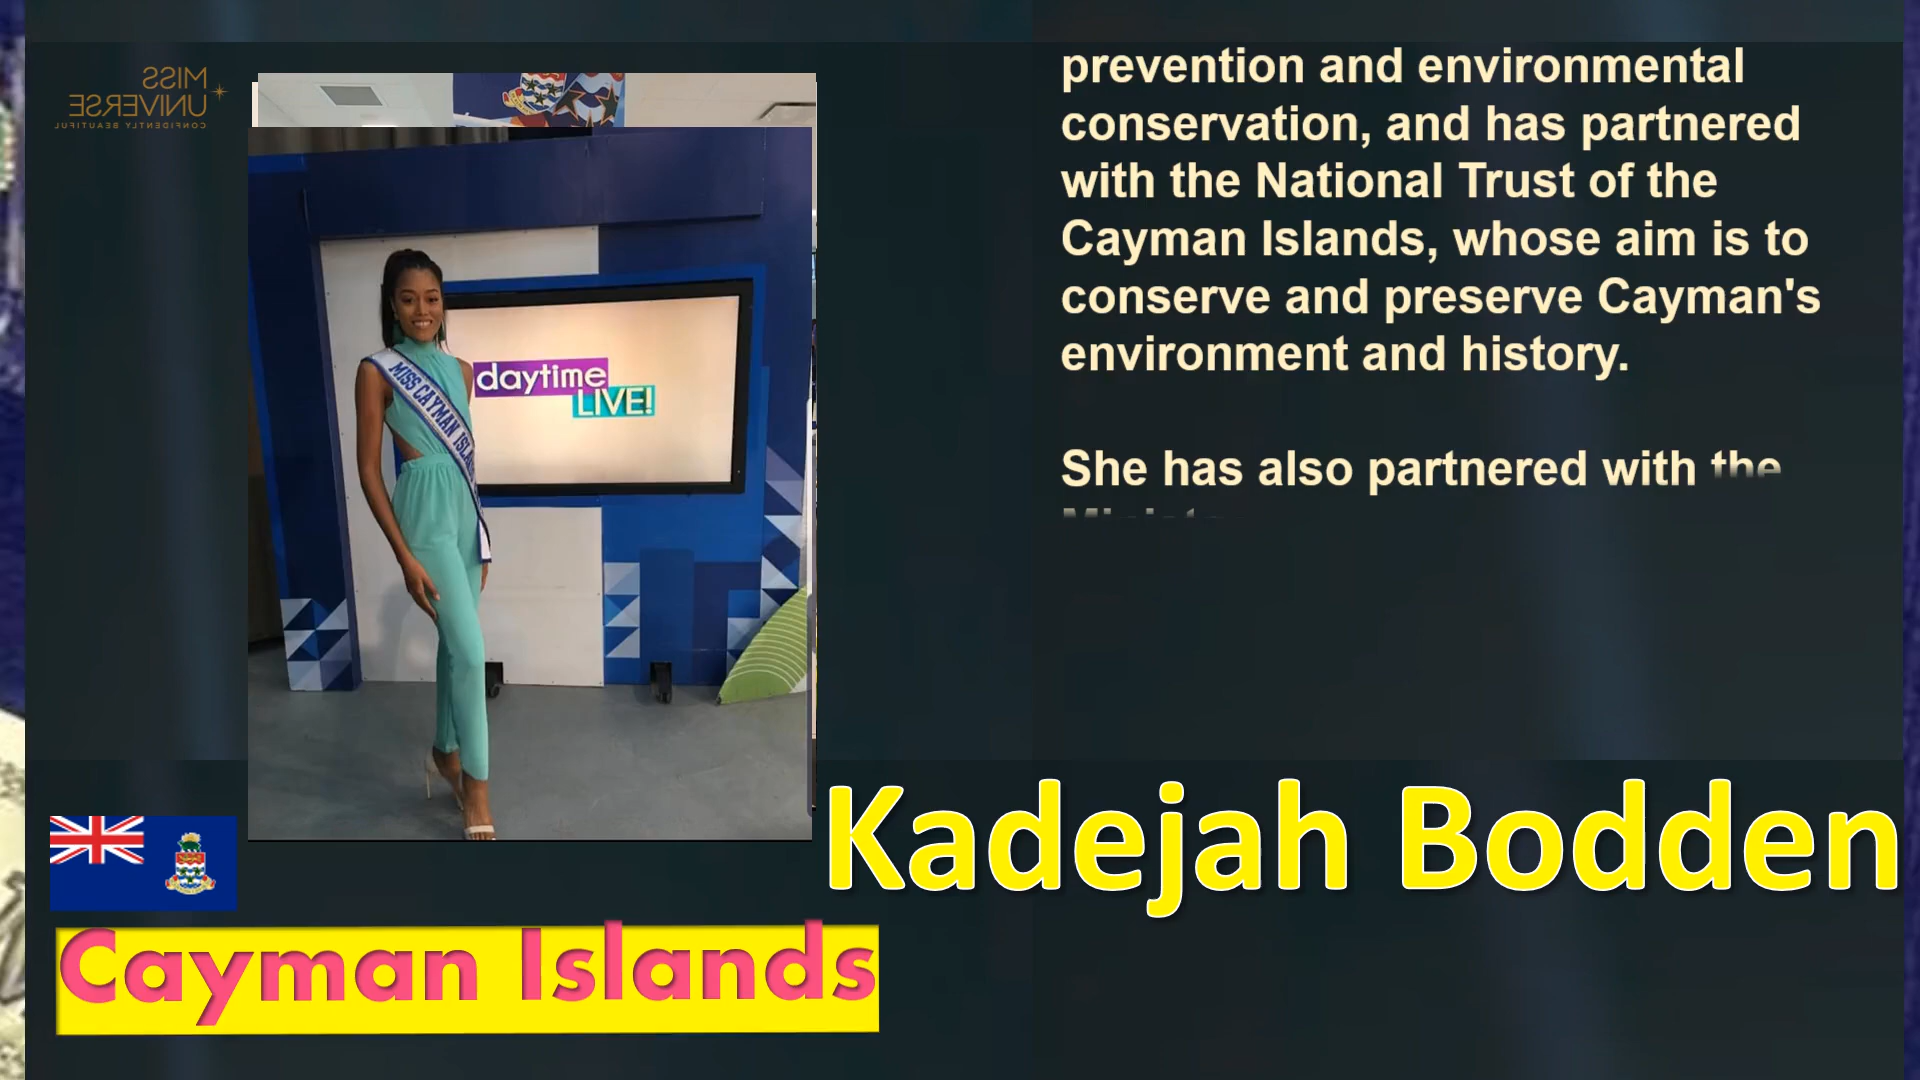 MISS
UNIVERSE
CONFIDENTLY BEAUTIFUL
prevention and environmental
conservation, and has partnered
with the National Trust of the
Cayman Islands, whose aim is to
conserve and preserve Cayman's
environment and history.
She has also partnered with the
daytime
LIVE!
MISS CAYMAN
Kadejah Bodden
Cayman Islands